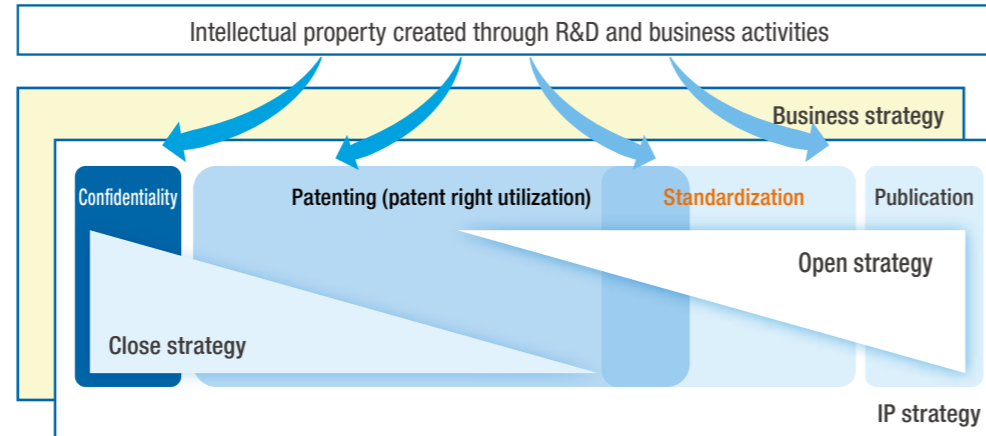 Intellectual property created through R&D and business activities
Business strategy
Confidentiality
Patenting (patent right utilization)
Standardization
Publication
Open strategy
Close strategy
IP strategy